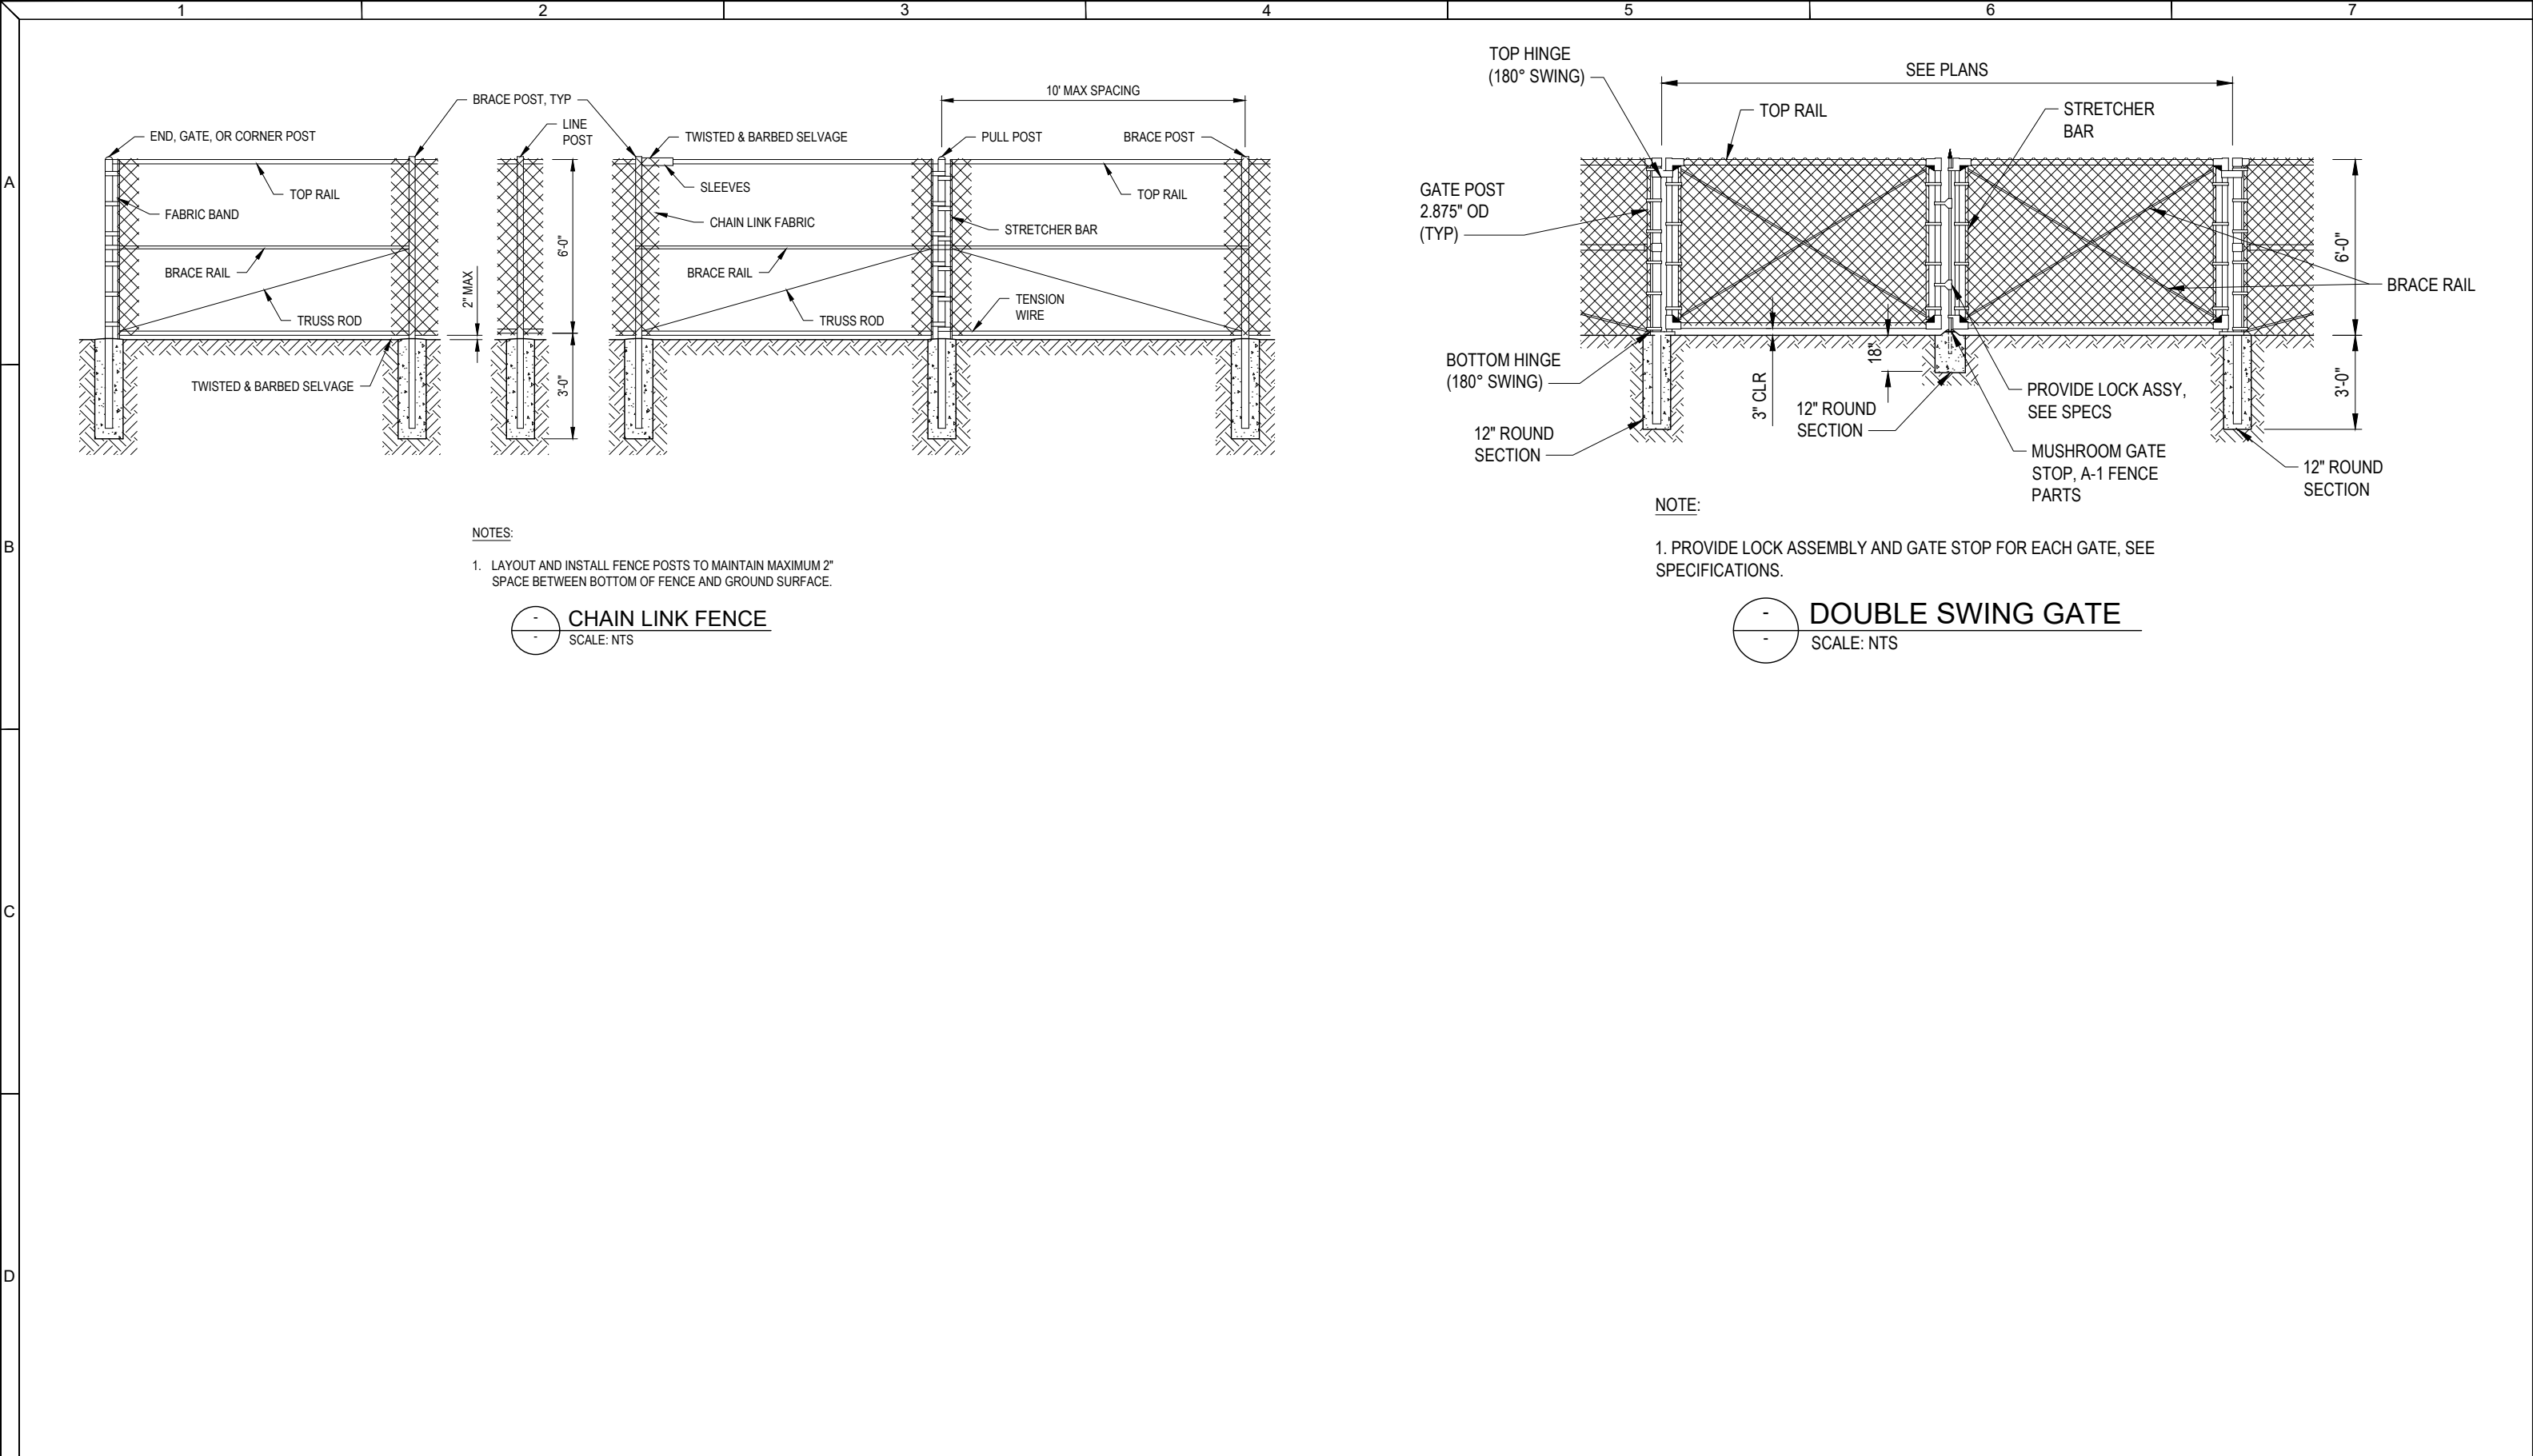 1
2
3
4
5
6
7
A
B
C
D
END, GATE, OR CORNER POST
BRACE POST, TYP
LINE
POST
TWISTED & BARBED SELVAGE
10' MAX SPACING
PULL POST
BRACE POST
TOP RAIL
FABRIC BAND
BRACE RAIL
TRUSS ROD
TWISTED & BARBED SELVAGE
2" MAX
6'-0"
3'-0"
SLEEVES
CHAIN LINK FABRIC
BRACE RAIL
TRUSS ROD
STRETCHER BAR
TOP RAIL
TENSION
WIRE
NOTES:
1. LAYOUT AND INSTALL FENCE POSTS TO MAINTAIN MAXIMUM 2"
SPACE BETWEEN BOTTOM OF FENCE AND GROUND SURFACE.
-
-
CHAIN LINK FENCE
SCALE: NTS
TOP HINGE
(180° SWING)
SEE PLANS
TOP RAIL
STRETCHER
BAR
GATE POST
2.875" OD
(TYP)
6'-0"
BRACE RAIL
BOTTOM HINGE
(180° SWING)
3" CLR
18"
3'-0"
12" ROUND
SECTION
12" ROUND
SECTION
PROVIDE LOCK ASSY,
SEE SPECS
MUSHROOM GATE
STOP, A-1 FENCE
PARTS
12" ROUND
SECTION
NOTE:
1. PROVIDE LOCK ASSEMBLY AND GATE STOP FOR EACH GATE, SEE
SPECIFICATIONS.
-
-
DOUBLE SWING GATE
SCALE: NTS